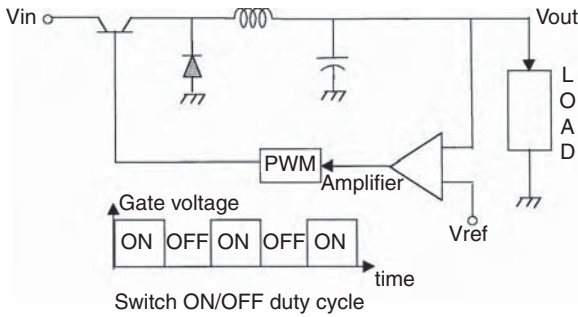 Vin
Vout
L
O
A
D
PWM
Amplifier
Vref
Gate voltage
ON OFF ON OFF ON
time
Switch ON/OFF duty cycle